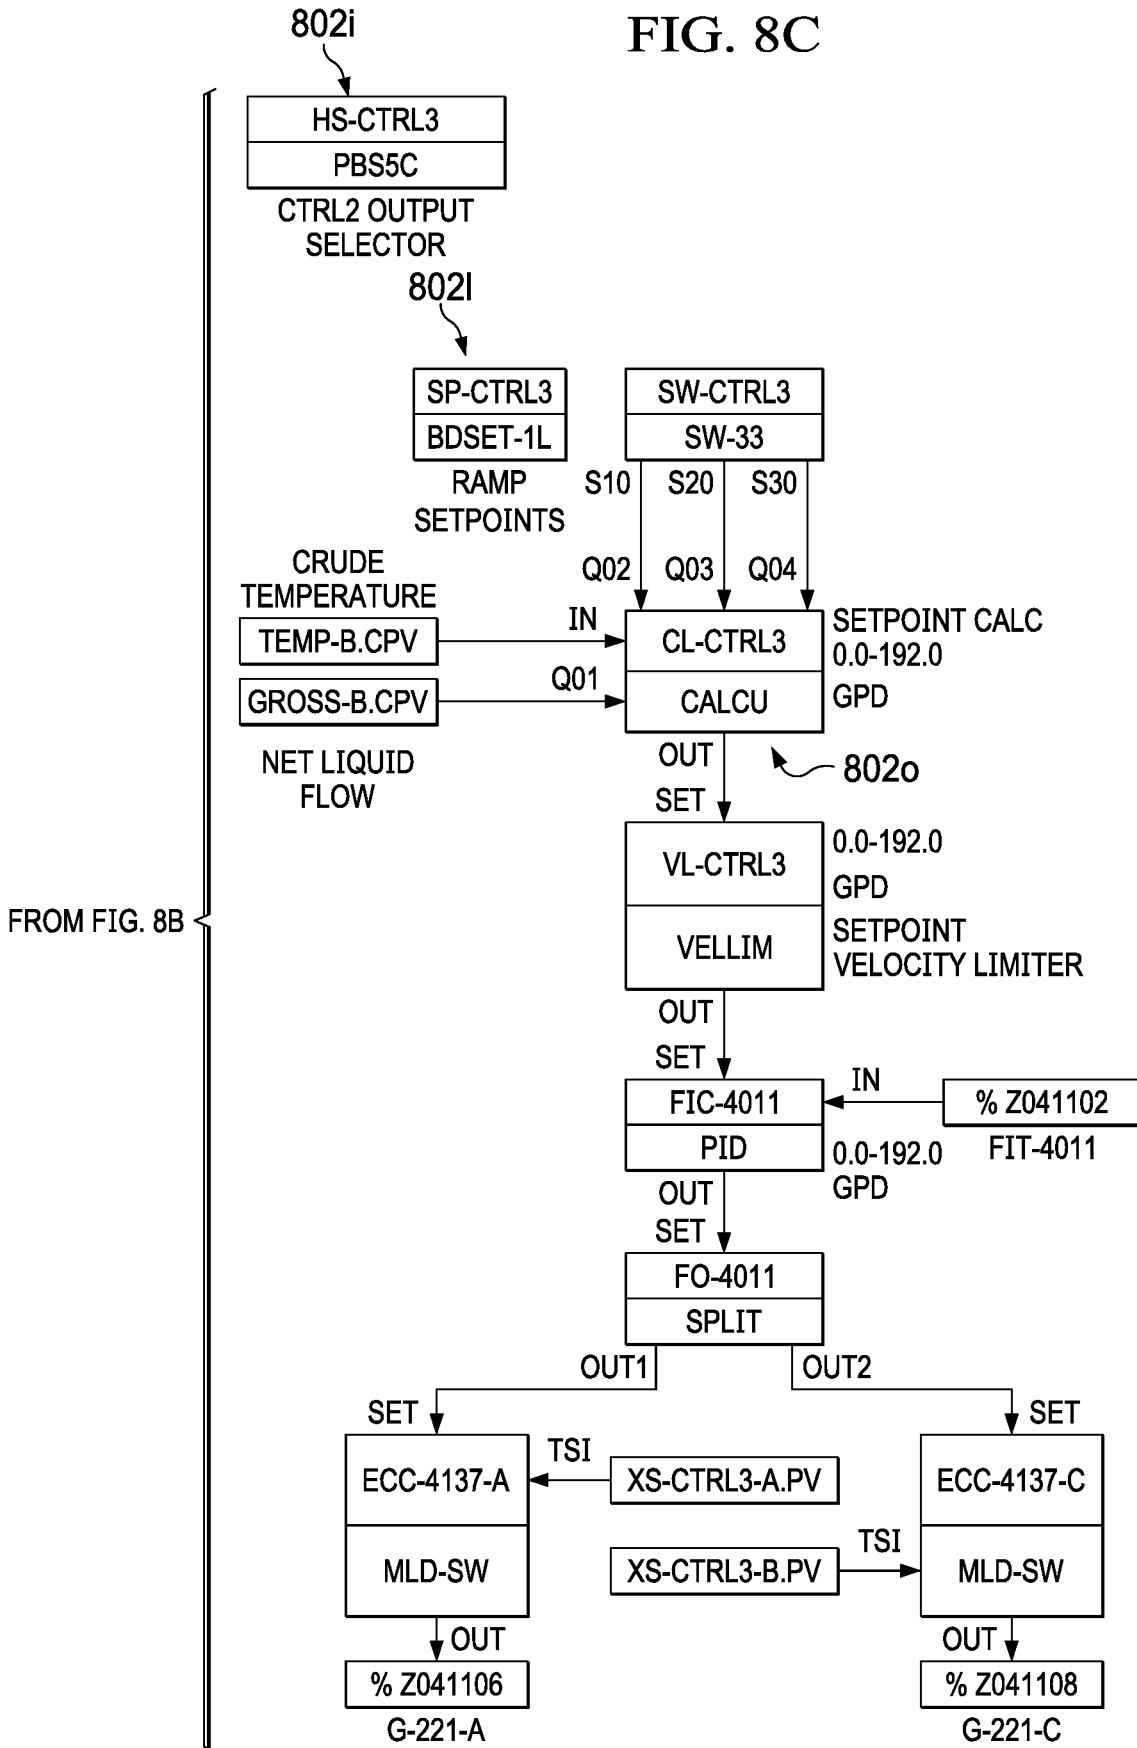 802i
FIG. 8C
HS-CTRL3
PBS5C
CTRL2 OUTPUT
SELECTOR
802l
SP-CTRL3
BDSET-1L
RAMP
SETPOINTS
SW-CTRL3
SW-33
S10
S20
S30
Q02
Q03
Q04
CRUDE
TEMPERATURE
TEMP-B.CPV
IN
GROSS-B.CPV
Q01
NET LIQUID
FLOW
CL-CTRL3
CALCU
SETPOINT CALC
0.0-192.0
GPD
802o
OUT
SET
VL-CTRL3
VELLIM
0.0-192.0
GPD
SETPOINT
VELOCITY LIMITER
FROM FIG. 8B
OUT
SET
FIC-4011
PID
IN
% Z041102
FIT-4011
0.0-192.0
GPD
OUT
SET
FO-4011
SPLIT
OUT1
OUT2
SET
SET
ECC-4137-A
MLD-SW
TSI
XS-CTRL3-A.PV
XS-CTRL3-B.PV
TSI
ECC-4137-C
MLD-SW
OUT
OUT
% Z041106
G-221-A
% Z041108
G-221-C